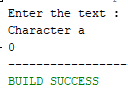 Enter the text :
Character a
0
------------------
BUILD SUCCESS